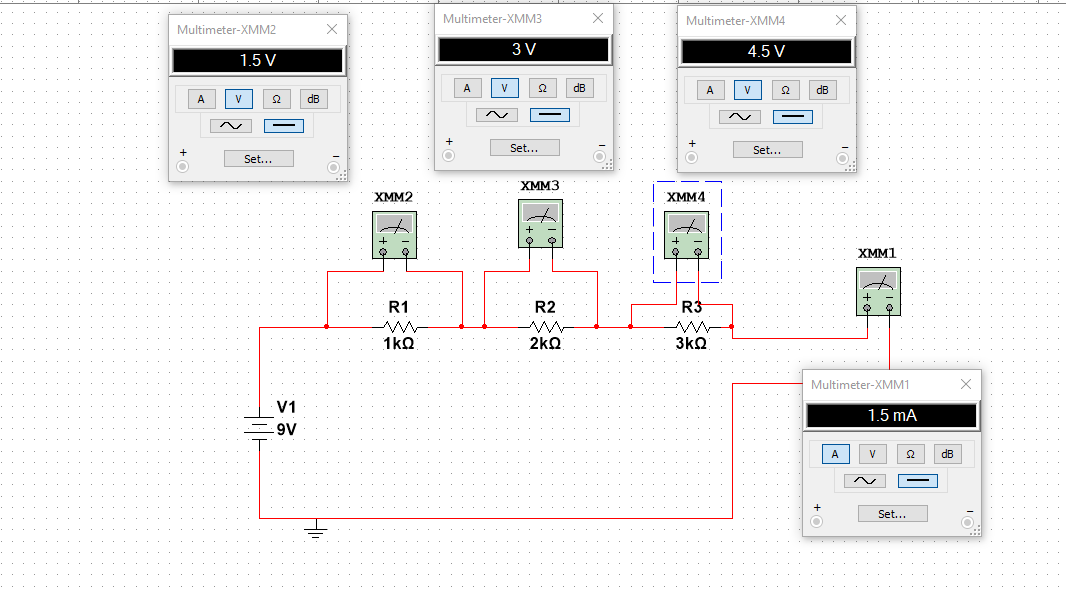 Multimeter-XMM2
1.5 V
A V Ω dB
+ Set... −
Multimeter-XMM3
3 V
A V Ω dB
+ Set... −
Multimeter-XMM4
4.5 V
A V Ω dB
+ Set... −
XMM2
+ −
XMM3
+ −
XMM4
+ −
XMM1
+ −
R1
1kΩ
R2
2kΩ
R3
3kΩ
V1
9V
Multimeter-XMM1
1.5 mA
A V Ω dB
+ Set... −